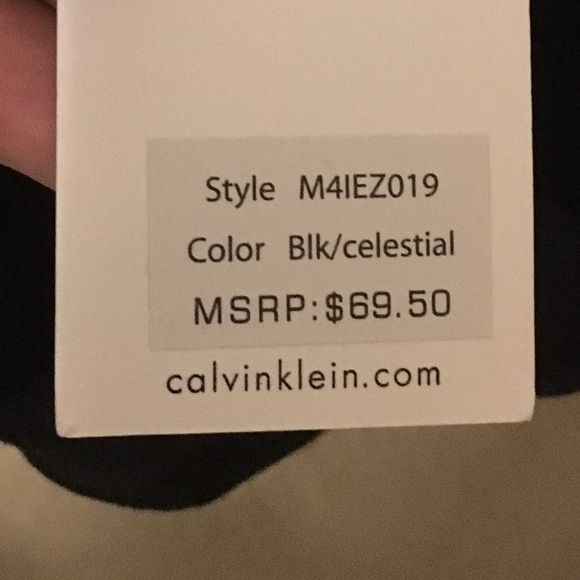 Style M4IEZ019
Color Blk/celestial
MSRP:$69.50
calvinklein.com